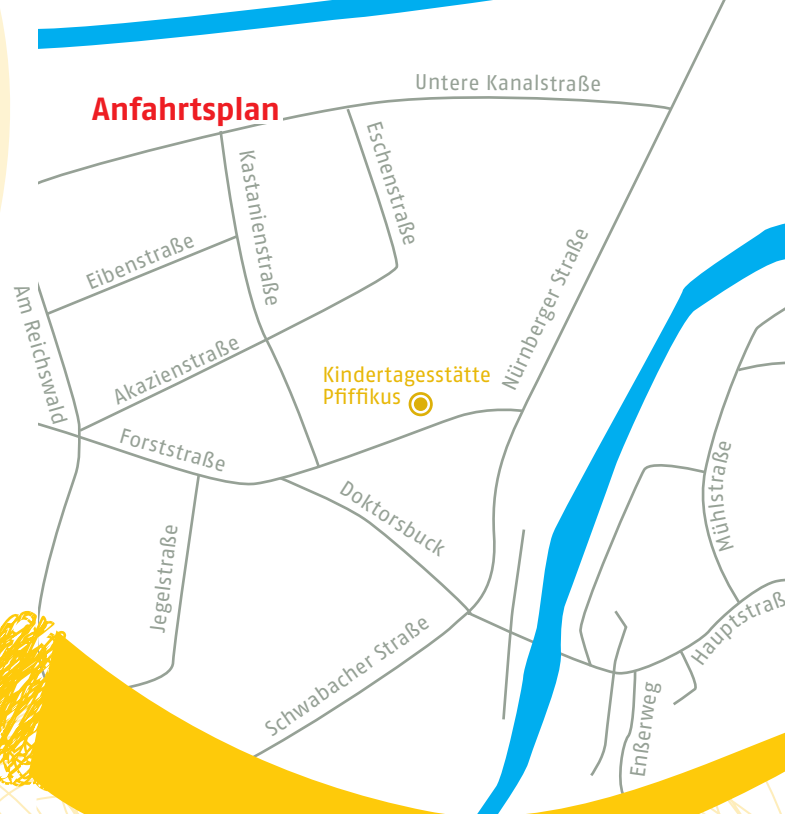 Untere Kanalstraße
Anfahrtsplan
Eschenstraße
Kastanienstraße
Eibenstraße
Nürnberger Straße
Am Reichswald
Akazienstraße
Kindertagesstätte
Pfiffikus
Forststraße
Mühlstraße
Doktorsbuck
Jegelstraße
Hauptstraß
Schwabacher Straße
Enßerweg